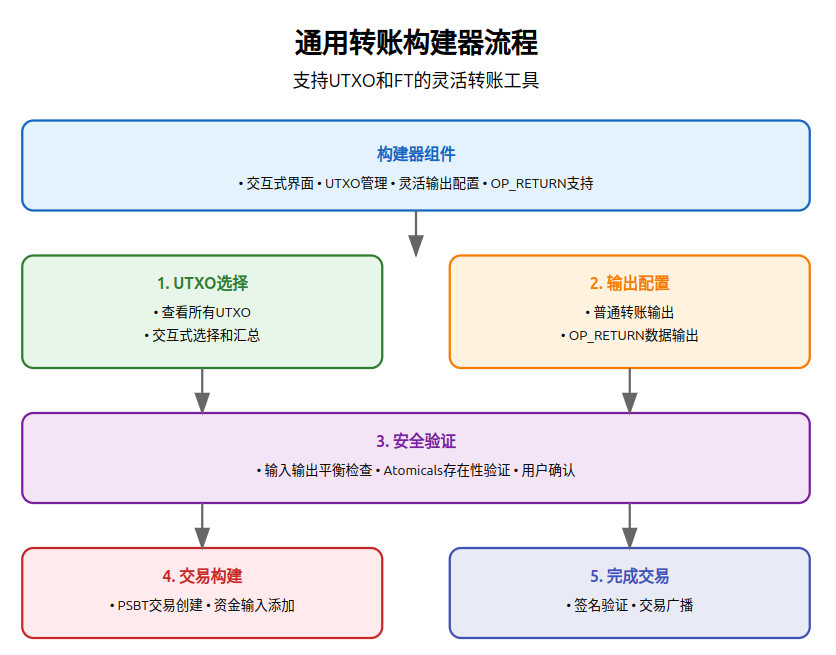 通用转账构建器流程
支持UTXO和FT的灵活转账工具
构建器组件
• 交互式界面 • UTXO管理 • 灵活输出配置 • OP_RETURN支持
1. UTXO选择
• 查看所有UTXO
• 交互式选择和汇总
2. 输出配置
• 普通转账输出
• OP_RETURN数据输出
3. 安全验证
• 输入输出平衡检查 • Atomicals存在性验证 • 用户确认
4. 交易构建
• PSBT交易创建 • 资金输入添加
5. 完成交易
• 签名验证 • 交易广播